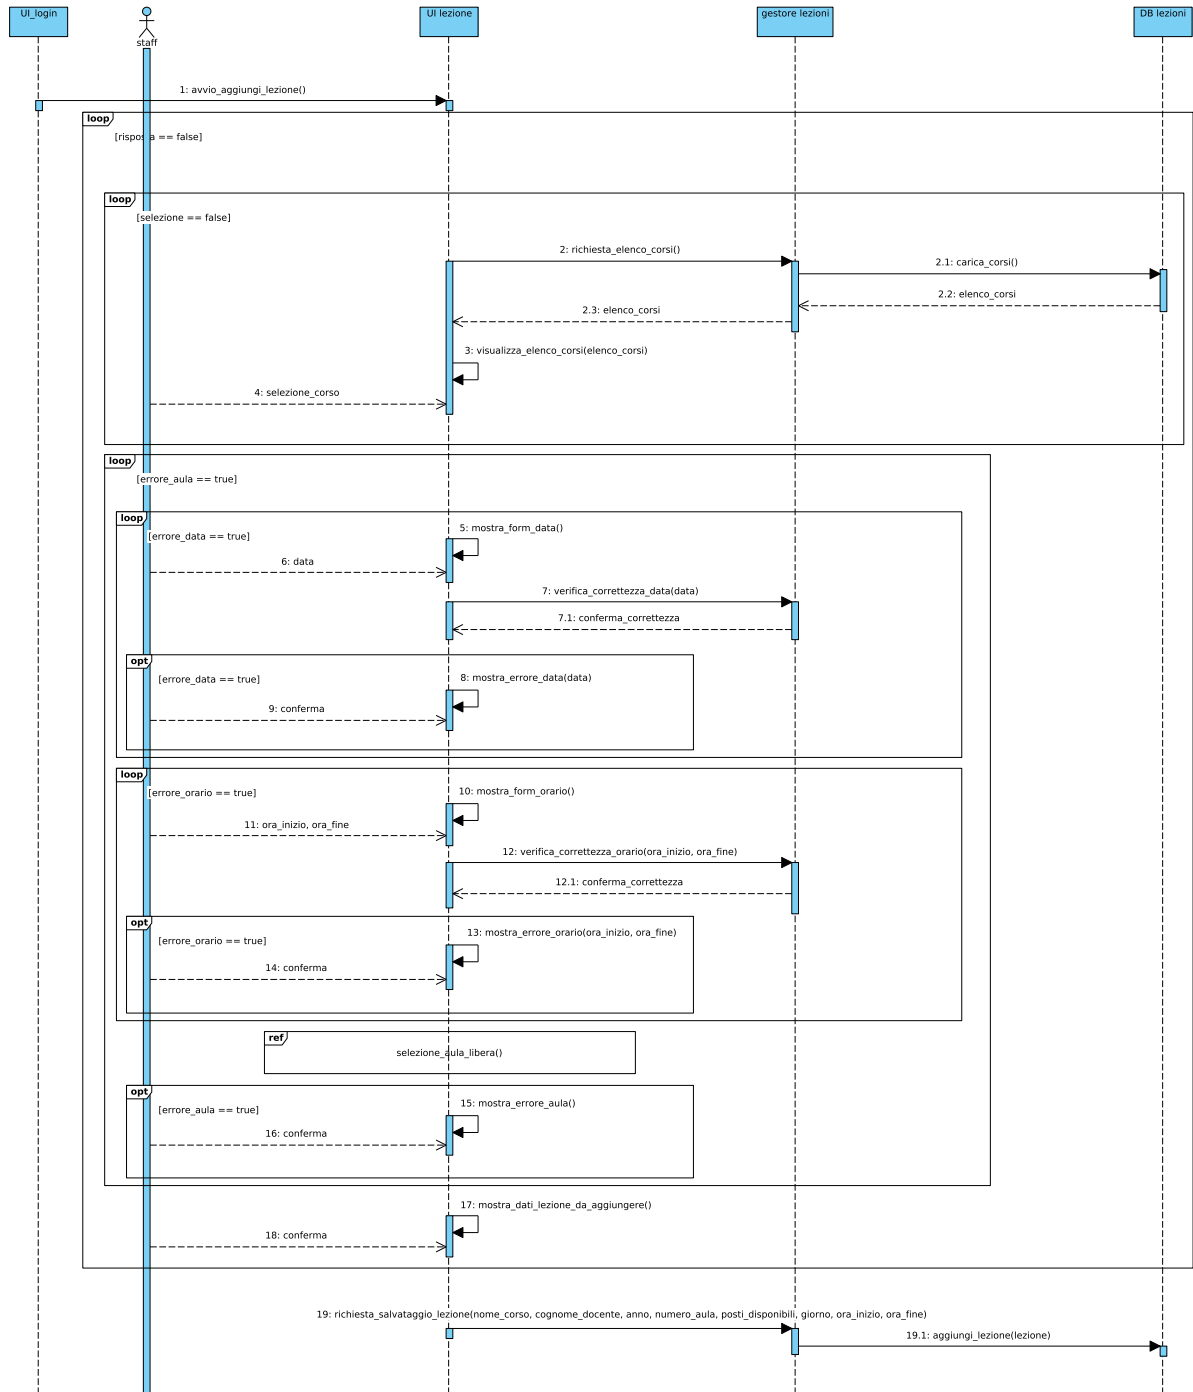 UI_login
staff
UI lezione
gestore lezioni
DB lezioni
1: avvio_aggiungi_lezione()
loop
[risposta == false]
loop
[selezione == false]
2: richiesta_elenco_corsi()
2.1: carica_corsi()
2.2: elenco_corsi
2.3: elenco_corsi
3: visualizza_elenco_corsi(elenco_corsi)
4: selezione_corso
loop
[errore_aula == true]
loop
[errore_data == true]
5: mostra_form_data()
6: data
7: verifica_correttezza_data(data)
7.1: conferma_correttezza
opt
[errore_data == true]
8: mostra_errore_data(data)
9: conferma
loop
[errore_orario == true]
10: mostra_form_orario()
11: ora_inizio, ora_fine
12: verifica_correttezza_orario(ora_inizio, ora_fine)
12.1: conferma_correttezza
opt
[errore_orario == true]
13: mostra_errore_orario(ora_inizio, ora_fine)
14: conferma
ref
selezione_aula_libera()
opt
[errore_aula == true]
15: mostra_errore_aula()
16: conferma
17: mostra_dati_lezione_da_aggiungere()
18: conferma
19: richiesta_salvataggio_lezione(nome_corso, cognome_docente, anno, numero_aula, posti_disponibili, giorno, ora_inizio, ora_fine)
19.1: aggiungi_lezione(lezione)